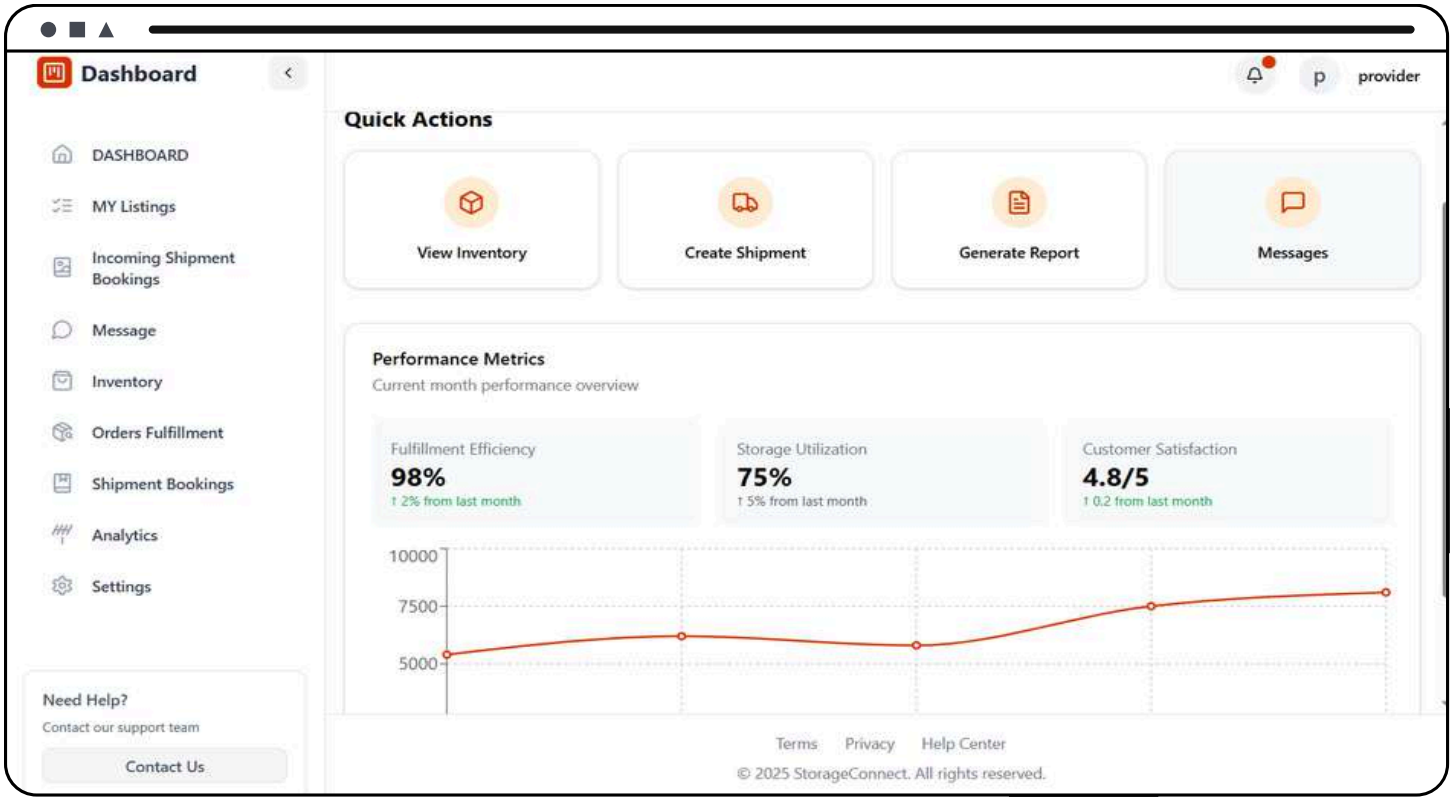 Dashboard
p
provider
DASHBOARD
MY Listings
Incoming Shipment
Bookings
Message
Inventory
Orders Fulfillment
Shipment Bookings
Analytics
Settings
Need Help?
Contact our support team
Contact Us
Quick Actions
View Inventory
Create Shipment
Generate Report
Messages
Performance Metrics
Current month performance overview
Fulfillment Efficiency
98%
↑ 2% from last month
Storage Utilization
75%
↑ 5% from last month
Customer Satisfaction
4.8/5
↑ 0.2 from last month
10000
7500
5000
Terms Privacy Help Center
© 2025 StorageConnect. All rights reserved.